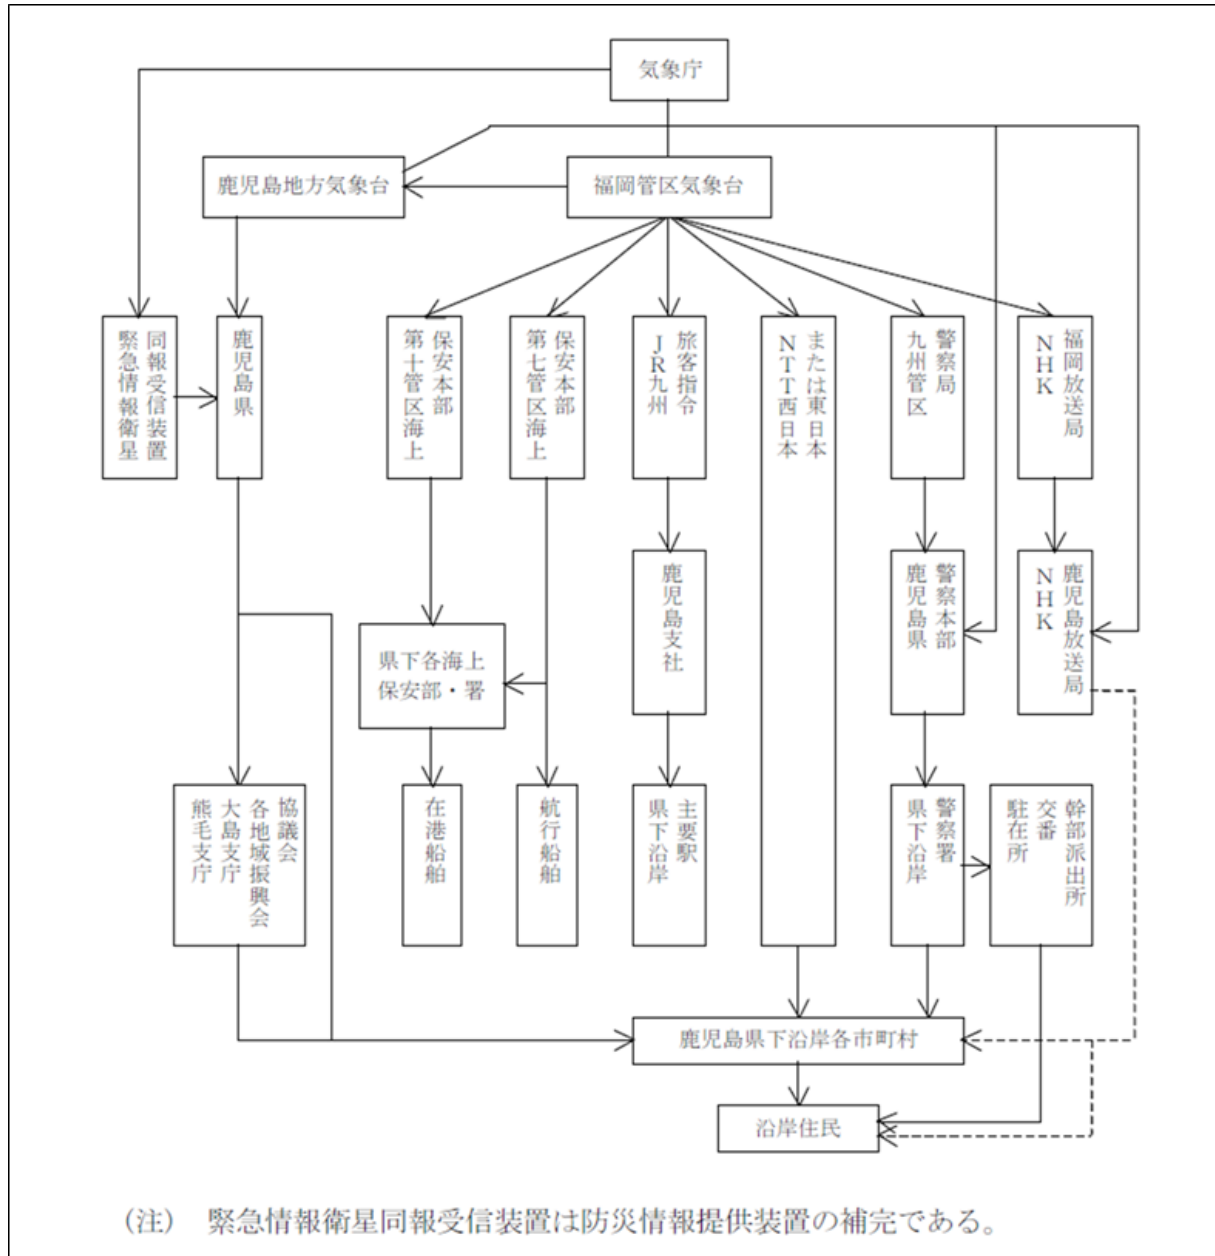 気象庁
鹿児島地方気象台
福岡管区気象台
緊急情報衛星
同報受信装置
鹿児島県
第十管区海上
保安本部
第七管区海上
保安本部
JR九州
旅客指令
NTT西日本
または東日本
九州管区
警察局
NHK
福岡放送局
鹿児島支社
鹿児島県
警察本部
NHK
鹿児島放送局
県下各海上
保安部・署
熊毛支庁
大島支庁
各地域振興会
協議会
在港船舶
航行船舶
県下沿岸
主要駅
県下沿岸
警察署
駐在所
交番
幹部派出所
鹿児島県下沿岸各市町村
沿岸住民
(注) 緊急情報衛星同報受信装置は防災情報提供装置の補完である。